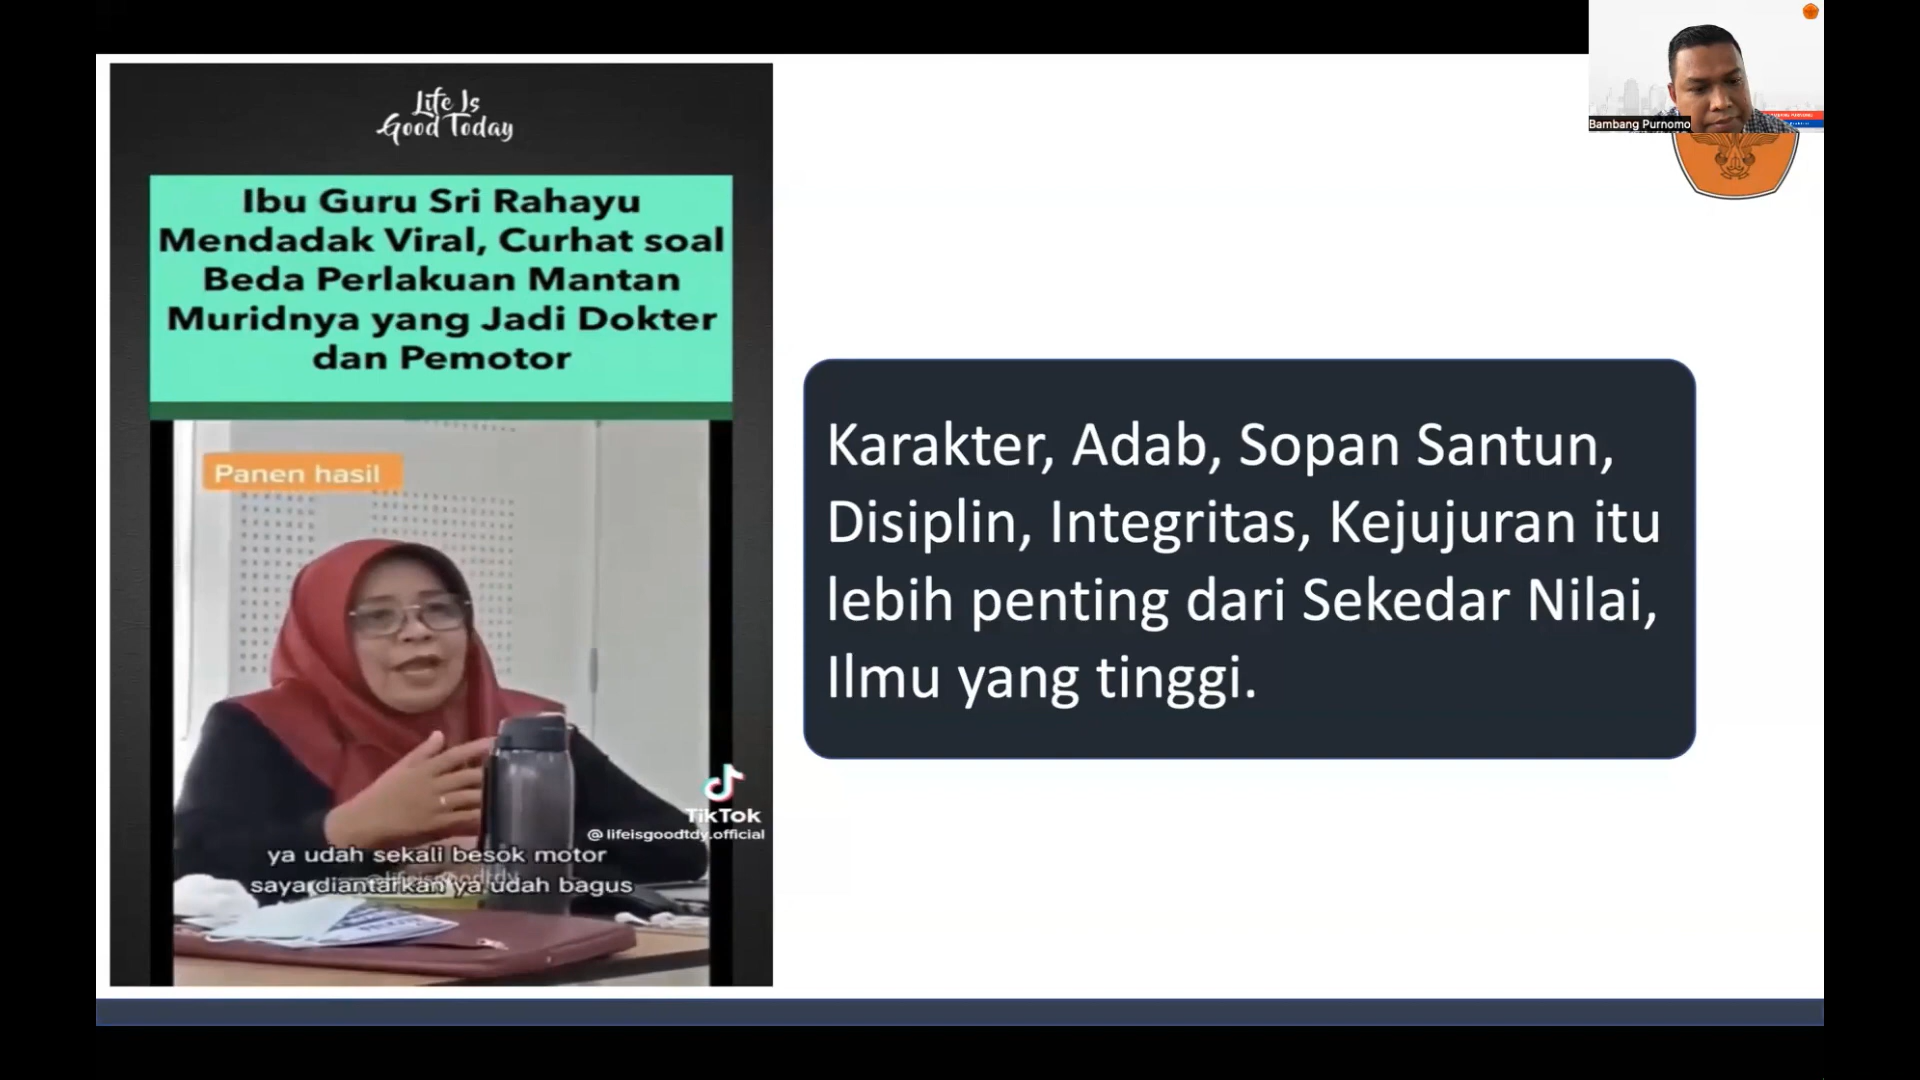 Life Is
Good Today
Ibu Guru Sri Rahayu
Mendadak Viral, Curhat soal
Beda Perlakuan Mantan
Muridnya yang Jadi Dokter
dan Pemotor
Panen hasil
TikTok
@lifeisgoodtdy.official
ya udah sekali besok motor
saya diantarkan ya udah bagus
Karakter, Adab, Sopan Santun,
Disiplin, Integritas, Kejujuran itu
lebih penting dari Sekedar Nilai,
Ilmu yang tinggi.
Bambang Purnomo